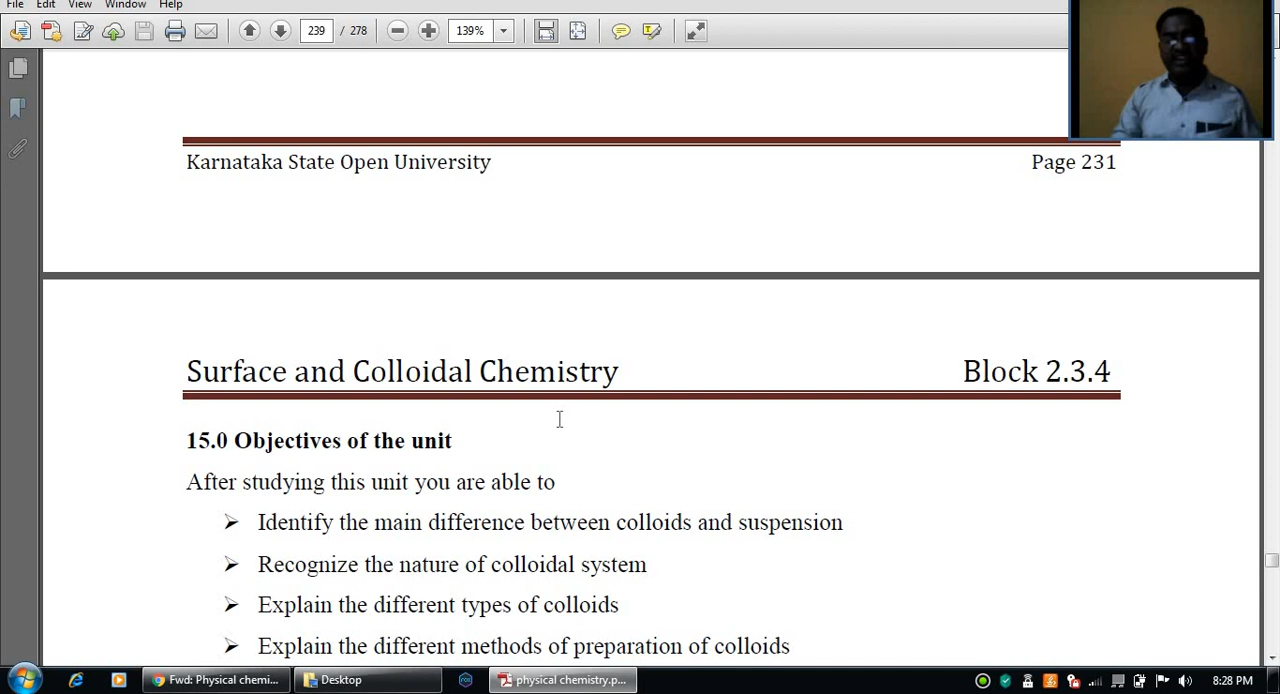 File Edit View Window Help
239 / 278 139%
Karnataka State Open University Page 231
Surface and Colloidal Chemistry Block 2.3.4
15.0 Objectives of the unit
After studying this unit you are able to
➢ Identify the main difference between colloids and suspension
➢ Recognize the nature of colloidal system
➢ Explain the different types of colloids
➢ Explain the different methods of preparation of colloids
Fwd: Physical chemi... Desktop physical chemistry.p... 8:28 PM